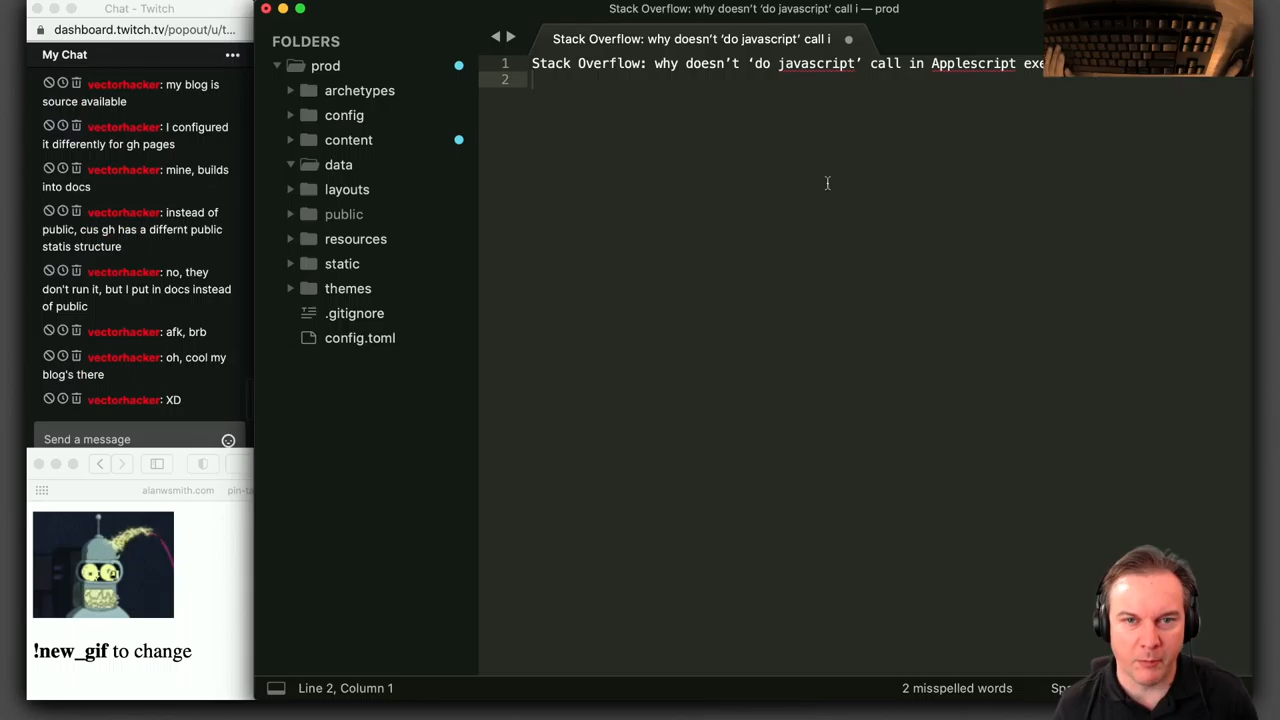 Chat - Twitch
dashboard.twitch.tv/popout/u/t...
My Chat
vectorhacker: my blog is
source available
vectorhacker: I configured
it differently for gh pages
vectorhacker: mine, builds
into docs
vectorhacker: instead of
public, cus gh has a differnt public
statis structure
vectorhacker: no, they
don't run it, but I put in docs instead
of public
vectorhacker: afk, brb
vectorhacker: oh, cool my
blog's there
vectorhacker: XD
Send a message
alanwsmith.com pin-ta
!new_gif to change
Stack Overflow: why doesn’t ‘do javascript’ call i — prod
FOLDERS
prod
archetypes
config
content
data
layouts
public
resources
static
themes
.gitignore
config.toml
Stack Overflow: why doesn’t ‘do javascript’ call i
1 Stack Overflow: why doesn’t ‘do javascript’ call in Applescript exe
2
Line 2, Column 1
2 misspelled words
Spa